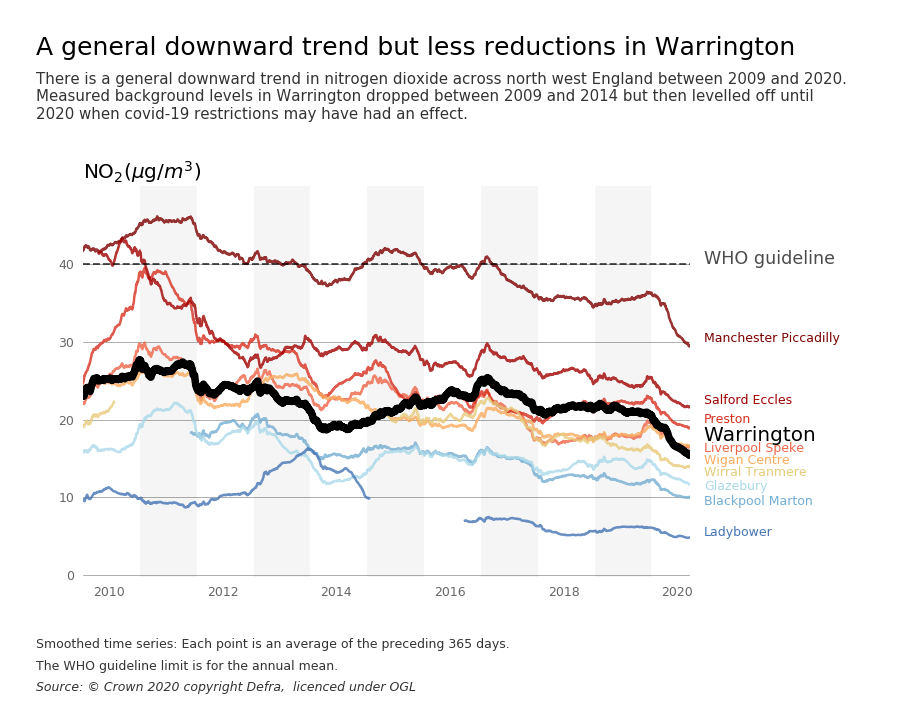 A general downward trend but less reductions in Warrington
There is a general downward trend in nitrogen dioxide across north west England between 2009 and 2020.
Measured background levels in Warrington dropped between 2009 and 2014 but then levelled off until
2020 when covid-19 restrictions may have had an effect.
NO₂(μg/m³)
WHO guideline
40
Manchester Piccadilly
30
Salford Eccles
Preston
20
Warrington
Liverpool Speke
Wigan Centre
Wirral Tranmere
Glazebury
10
Blackpool Marton
Ladybower
0
2010 2012 2014 2016 2018 2020
Smoothed time series: Each point is an average of the preceding 365 days.
The WHO guideline limit is for the annual mean.
Source: © Crown 2020 copyright Defra, licenced under OGL